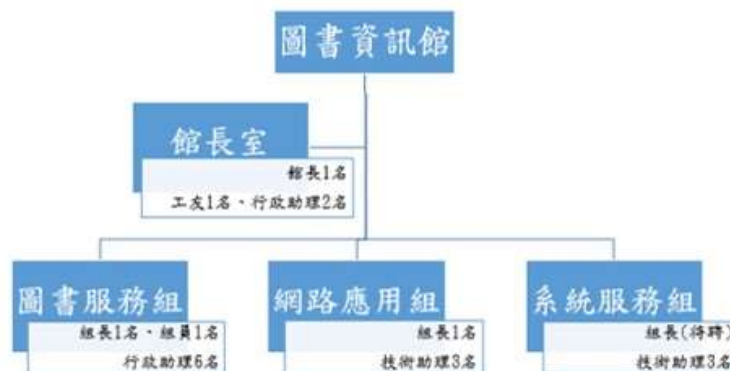 圖書資訊館
館長室
館長1名
工友1名、行政助理2名
圖書服務組
組長1名、組員1名
行政助理6名
網路應用組
組長1名
技術助理3名
系統服務組
組長(待聘)
技術助理3名